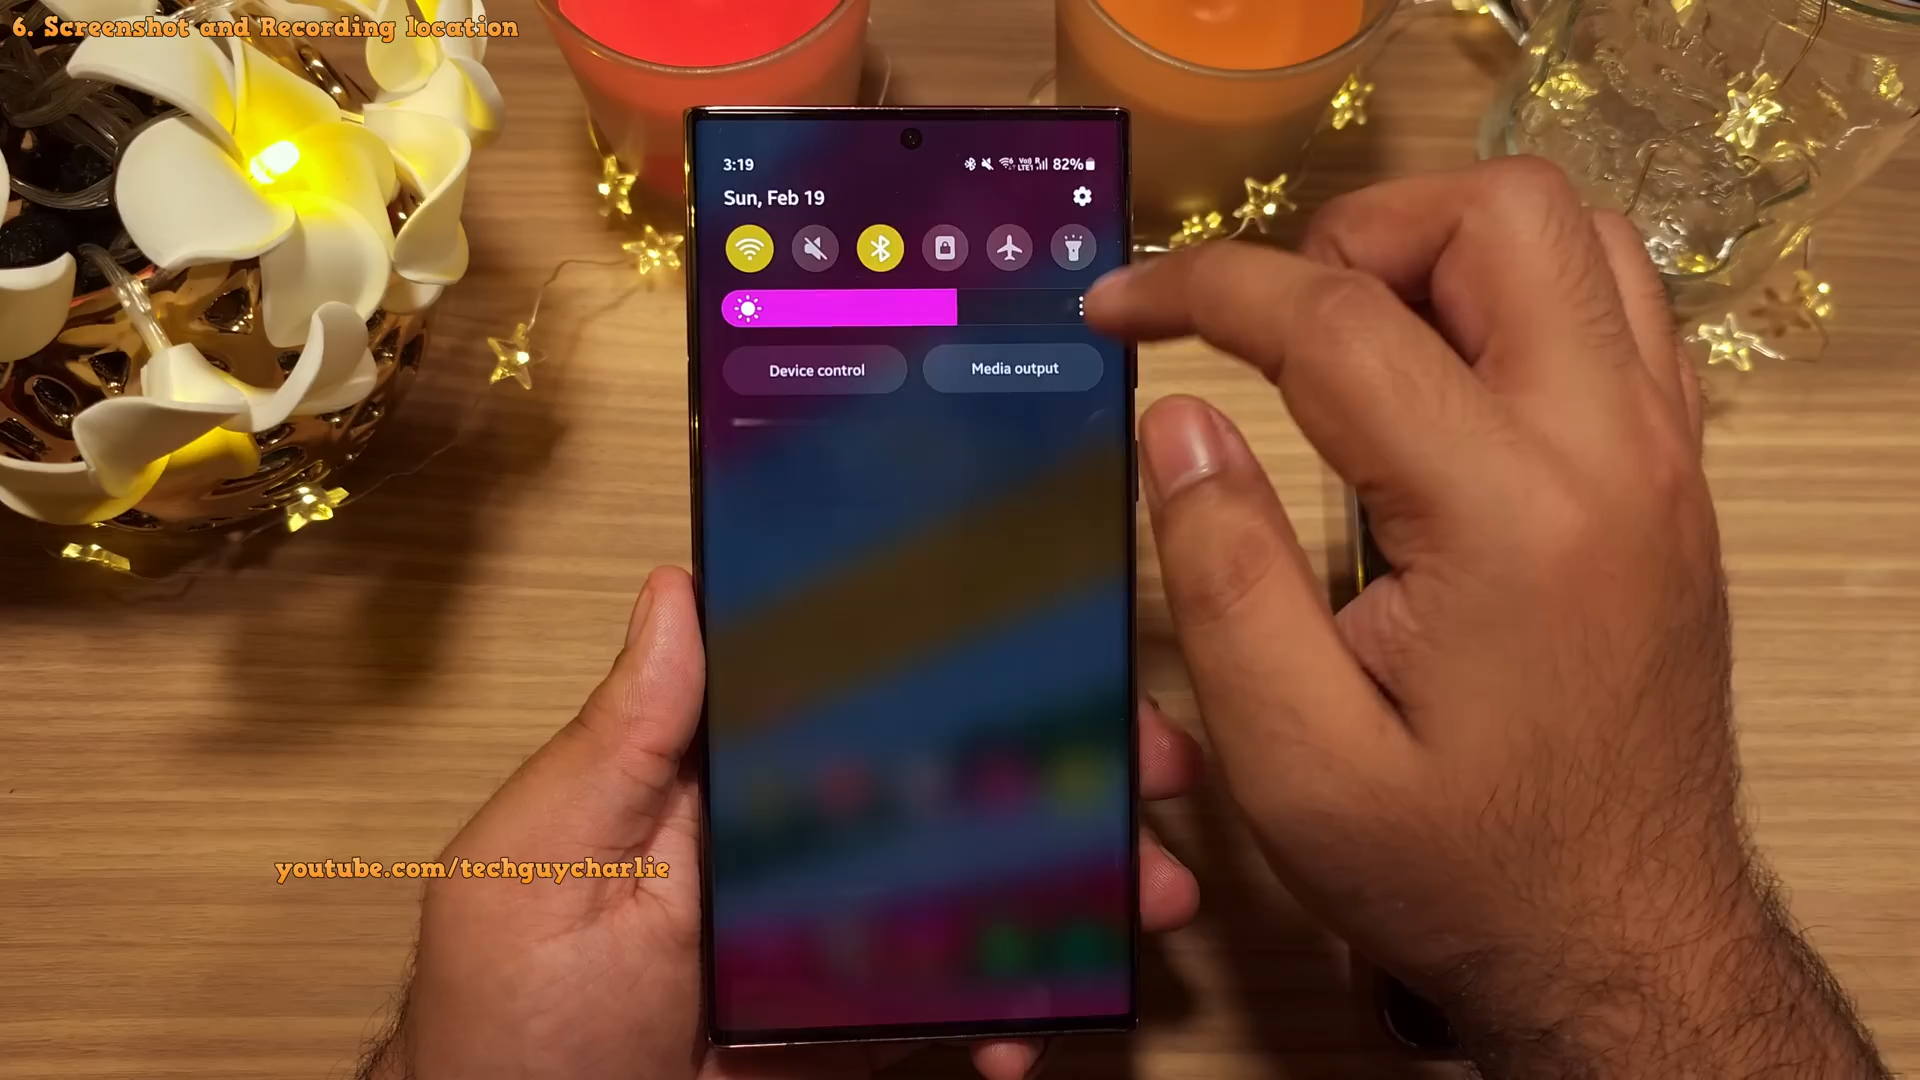 6. Screenshot and Recording location
3:19
82%
Sun, Feb 19
Device control
Media output
youtube.com/techguycharlie